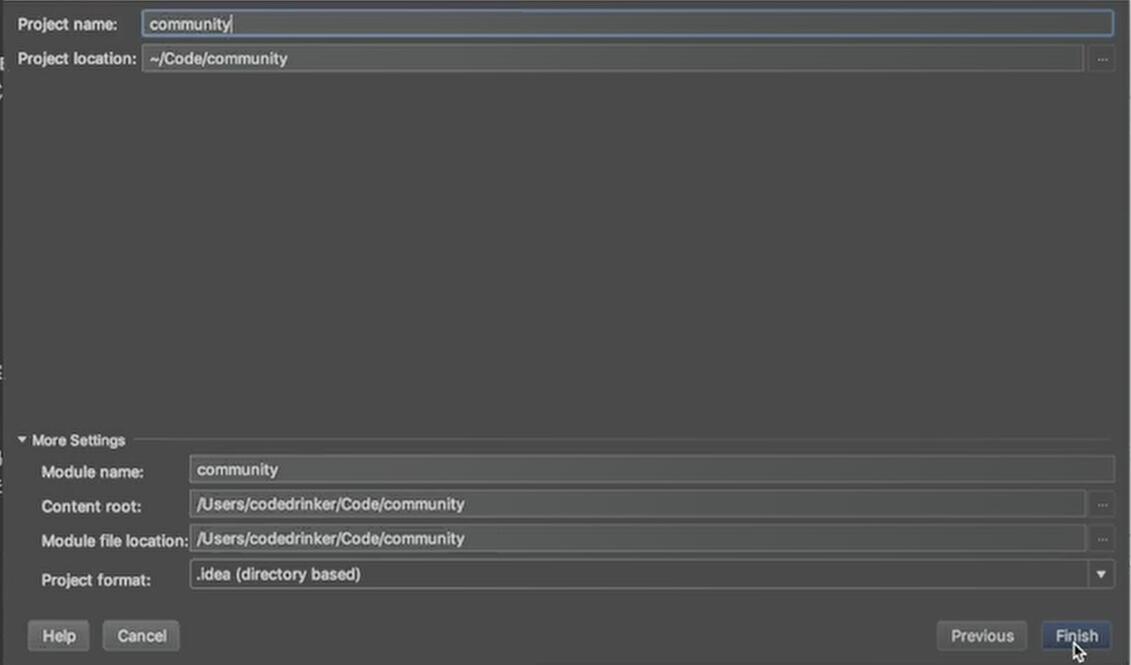 Project name: community
Project location: ~/Code/community ...
More Settings
Module name: community
Content root: /Users/codedrinker/Code/community ...
Module file location: /Users/codedrinker/Code/community ...
Project format: .idea (directory based)
Help Cancel Previous Finish